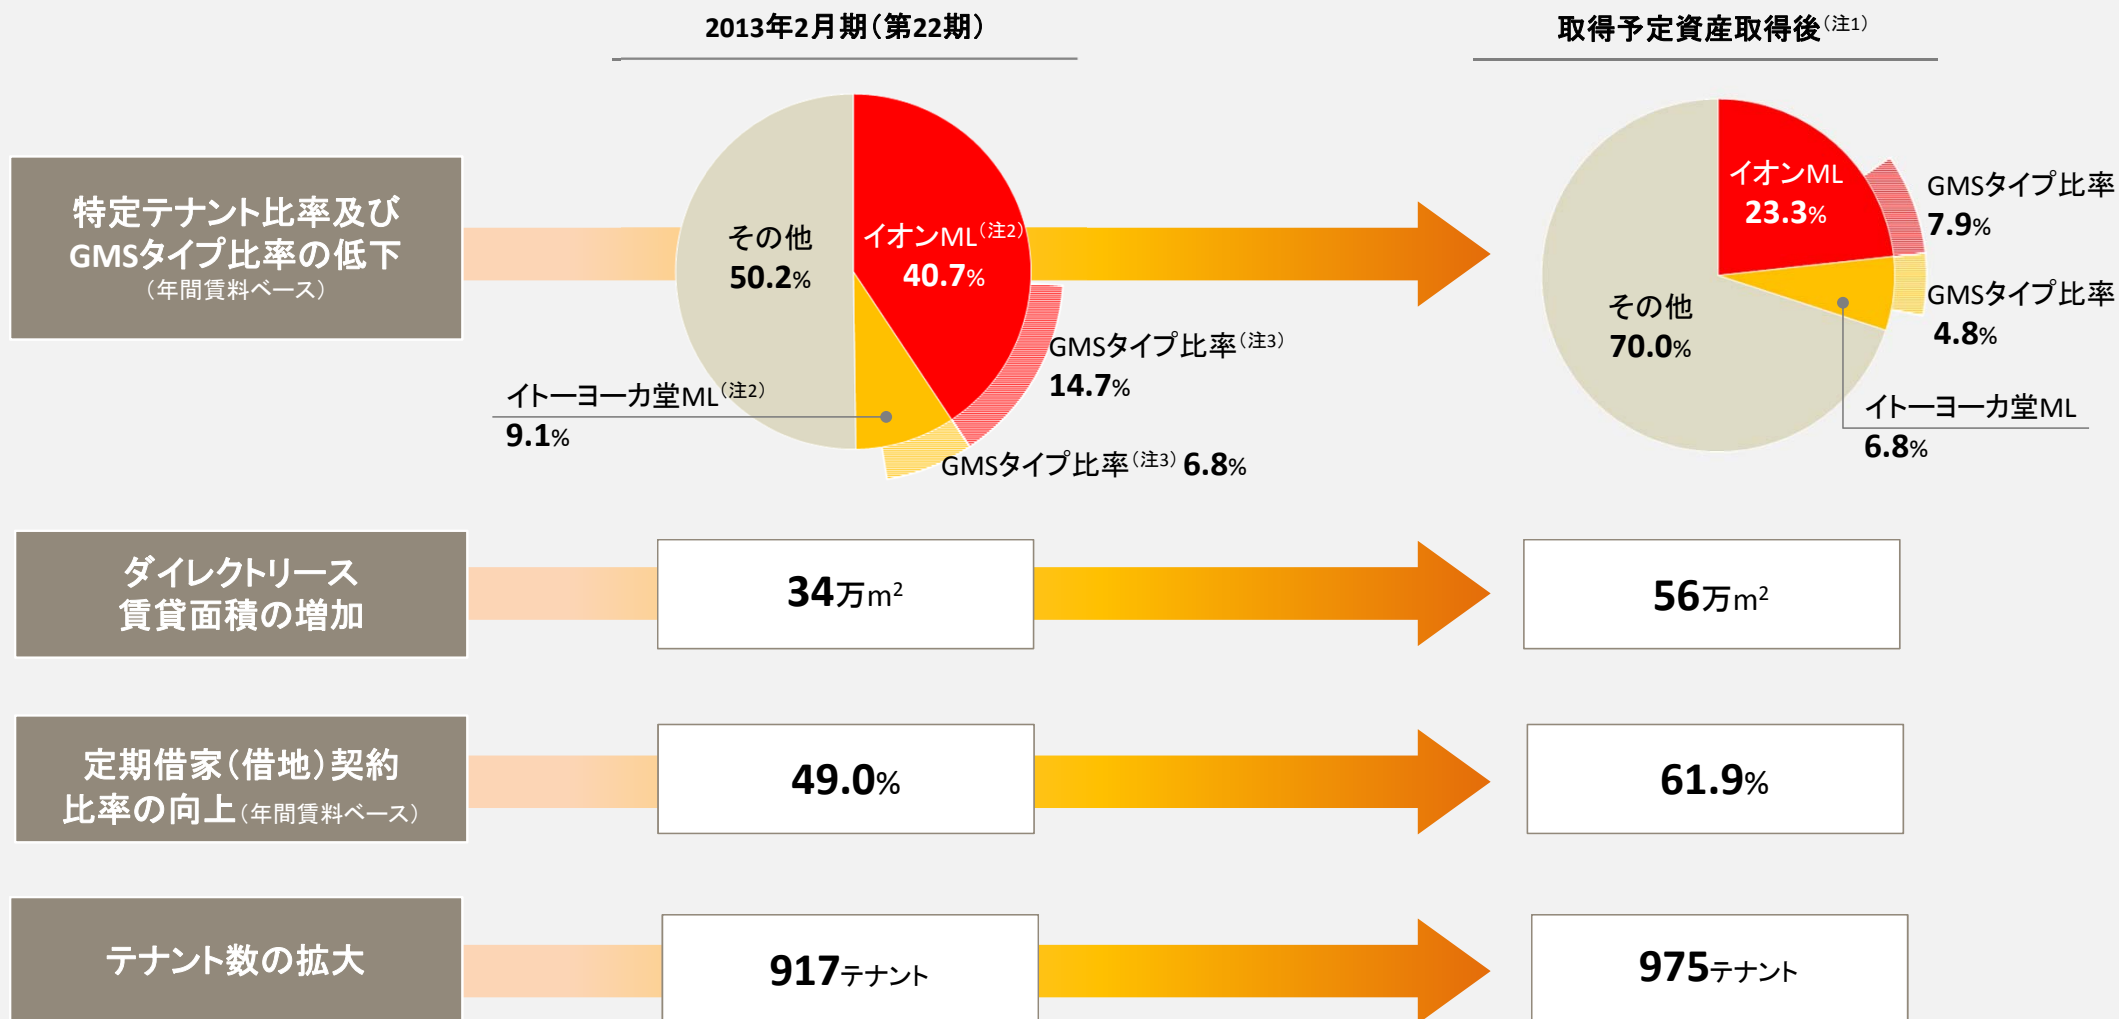 2013年2月期(第22期)
取得予定資産取得後(注1)
特定テナント比率及び
GMSタイプ比率の低下
(年間賃料ベース)
その他
50.2%
イオンML(注2)
40.7%
GMSタイプ比率(注3)
14.7%
イトーヨーカ堂ML(注2)
9.1%
GMSタイプ比率(注3) 6.8%
イオンML
23.3%
GMSタイプ比率
7.9%
GMSタイプ比率
4.8%
その他
70.0%
イトーヨーカ堂ML
6.8%
ダイレクトリース
賃貸面積の増加
34万m²
56万m²
定期借家(借地)契約
比率の向上(年間賃料ベース)
49.0%
61.9%
テナント数の拡大
917テナント
975テナント